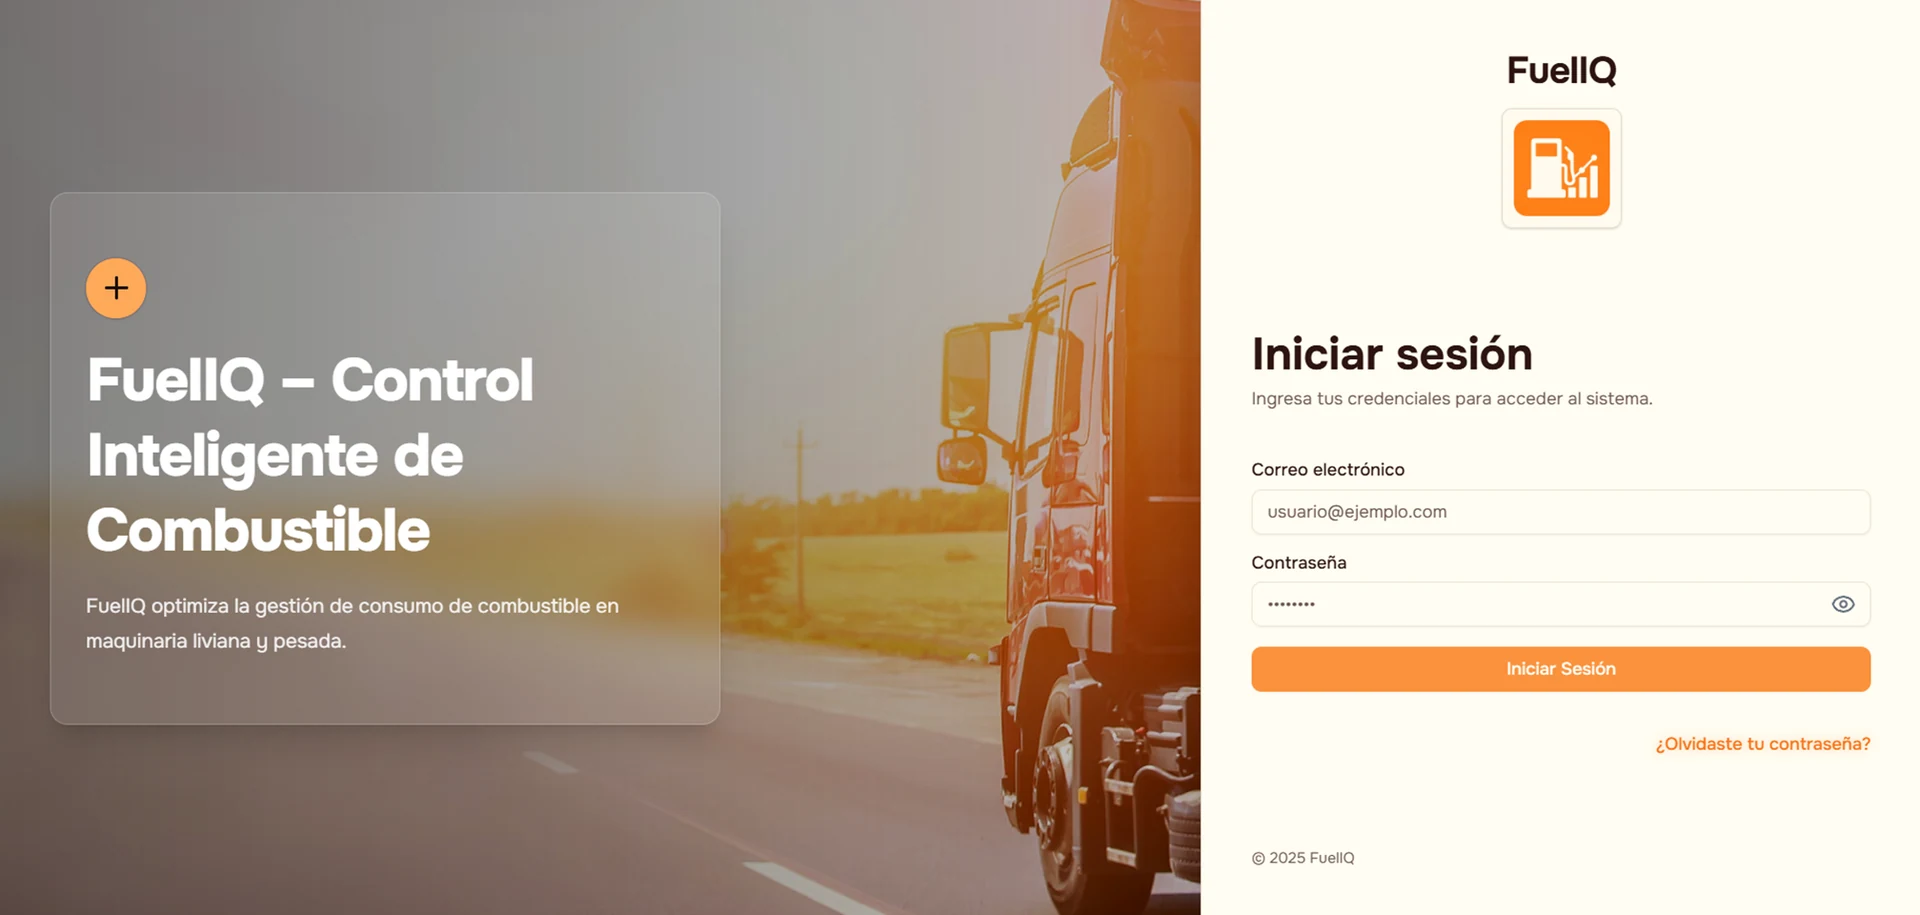 FuelIQ – Control
Inteligente de
Combustible
FuelIQ optimiza la gestión de consumo de combustible en
maquinaria liviana y pesada.
FuelIQ
Iniciar sesión
Ingresa tus credenciales para acceder al sistema.
Correo electrónico
usuario@ejemplo.com
Contraseña
••••••••
Iniciar Sesión
¿Olvidaste tu contraseña?
© 2025 FuelIQ